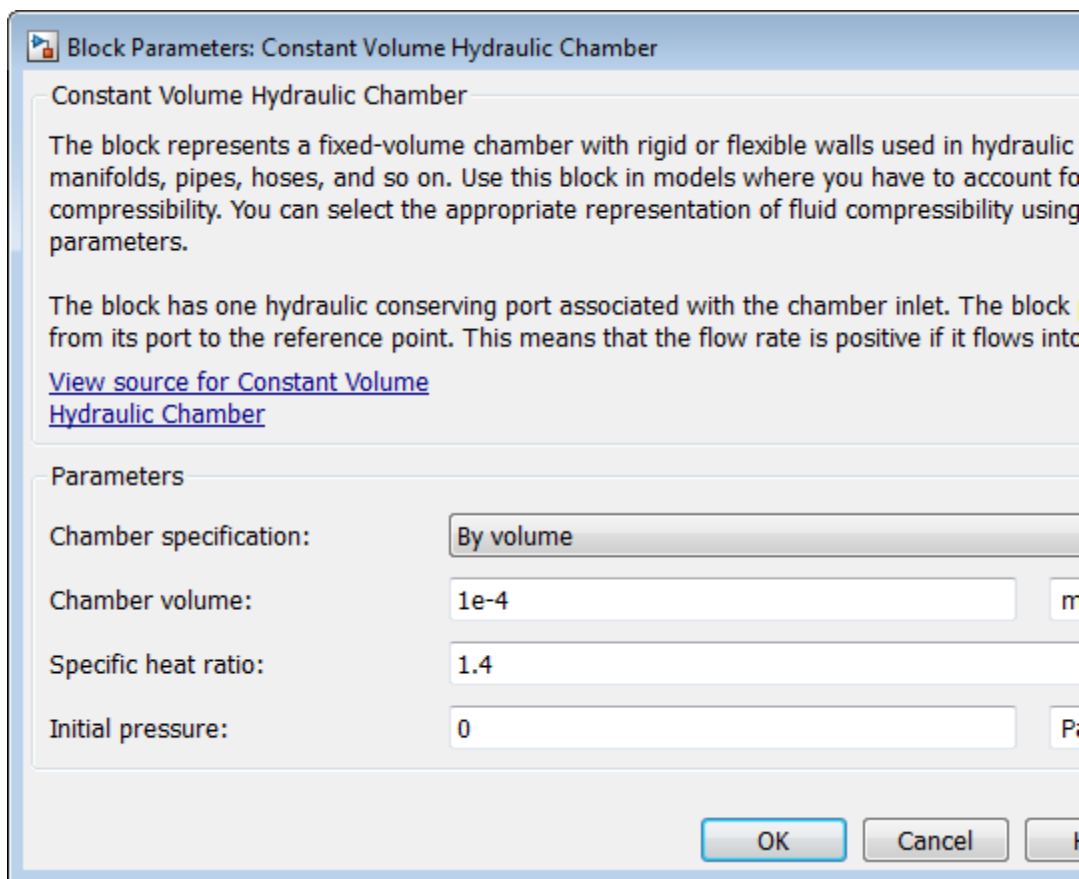 Block Parameters: Constant Volume Hydraulic Chamber
Constant Volume Hydraulic Chamber
The block represents a fixed-volume chamber with rigid or flexible walls used in hydraulic
manifolds, pipes, hoses, and so on. Use this block in models where you have to account fo
compressibility. You can select the appropriate representation of fluid compressibility using
parameters.
The block has one hydraulic conserving port associated with the chamber inlet. The block
from its port to the reference point. This means that the flow rate is positive if it flows into
View source for Constant Volume
Hydraulic Chamber
Parameters
Chamber specification: By volume
Chamber volume: 1e-4 m
Specific heat ratio: 1.4
Initial pressure: 0 Pa
OK Cancel